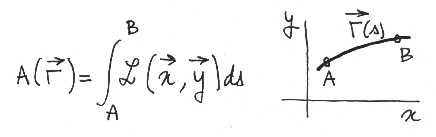 A(Γ⃗) = ∫_A^B ℒ(x⃗, y⃗) ds
y
Γ⃗(s)
A
B
x